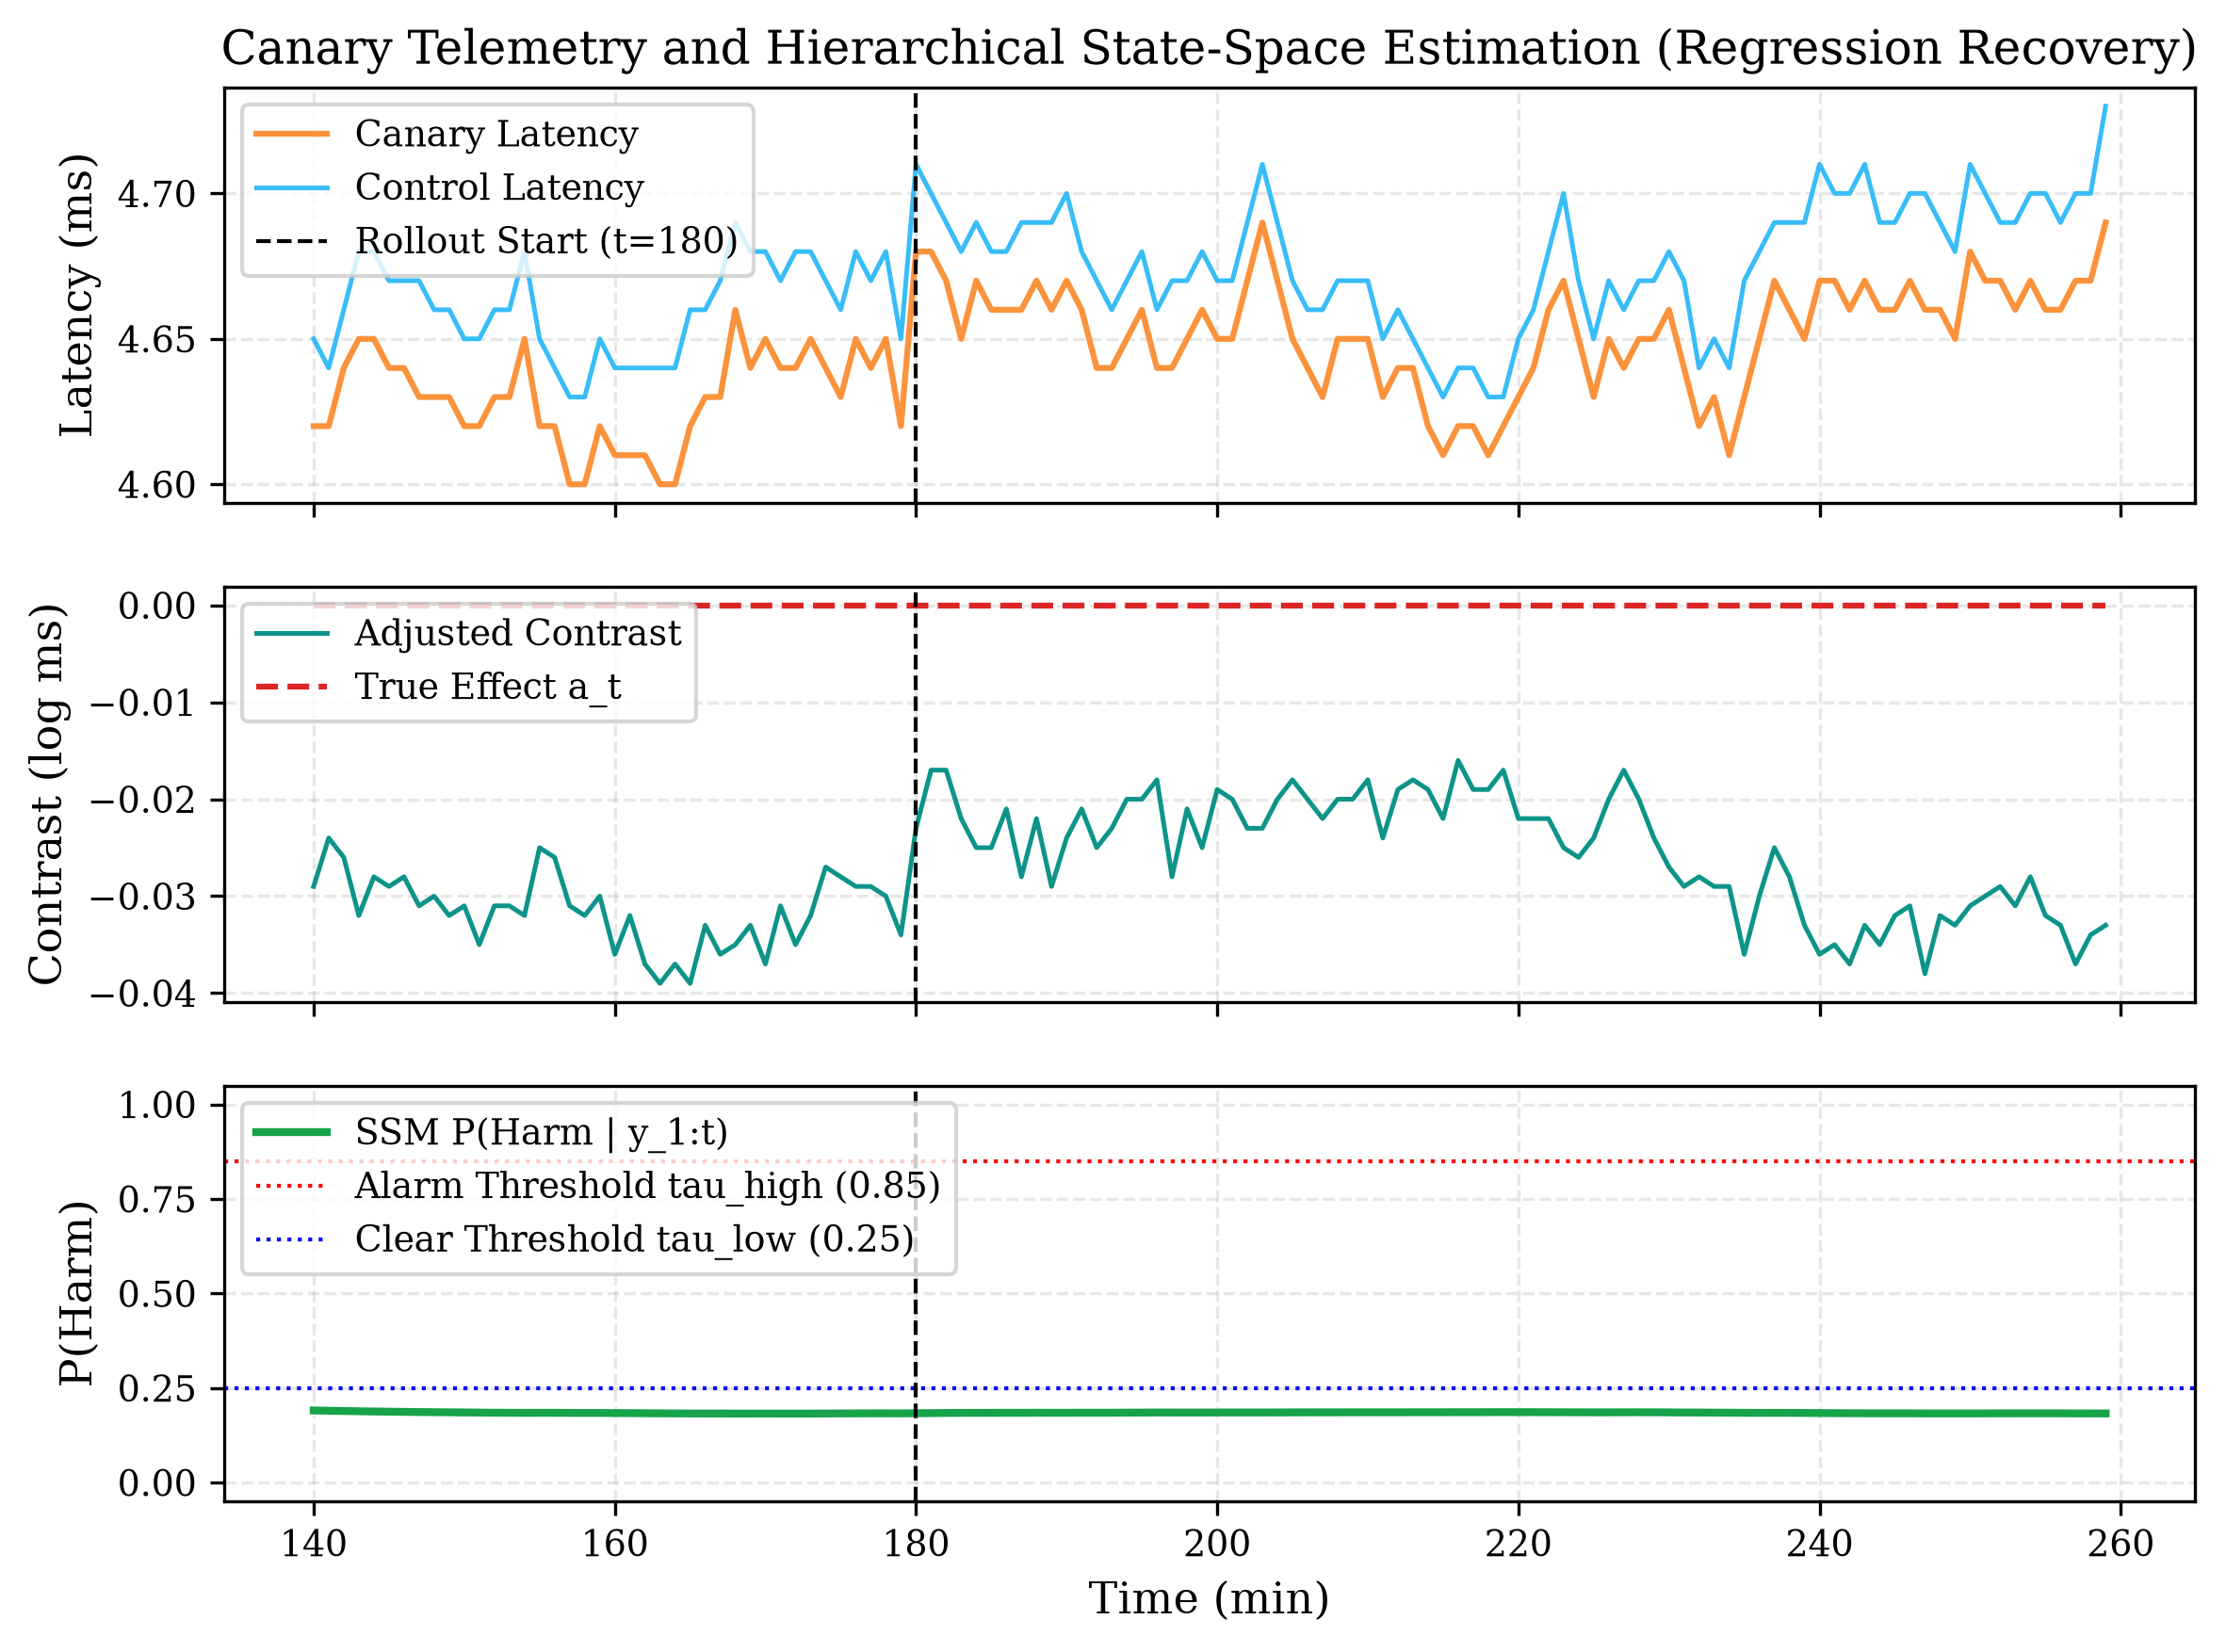 Canary Telemetry and Hierarchical State-Space Estimation (Regression Recovery)
Latency (ms)
4.70
4.65
4.60
Canary Latency
Control Latency
Rollout Start (t=180)
Contrast (log ms)
0.00
−0.01
−0.02
−0.03
−0.04
Adjusted Contrast
True Effect a_t
P(Harm)
1.00
0.75
0.50
0.25
0.00
SSM P(Harm | y_1:t)
Alarm Threshold tau_high (0.85)
Clear Threshold tau_low (0.25)
140 160 180 200 220 240 260
Time (min)